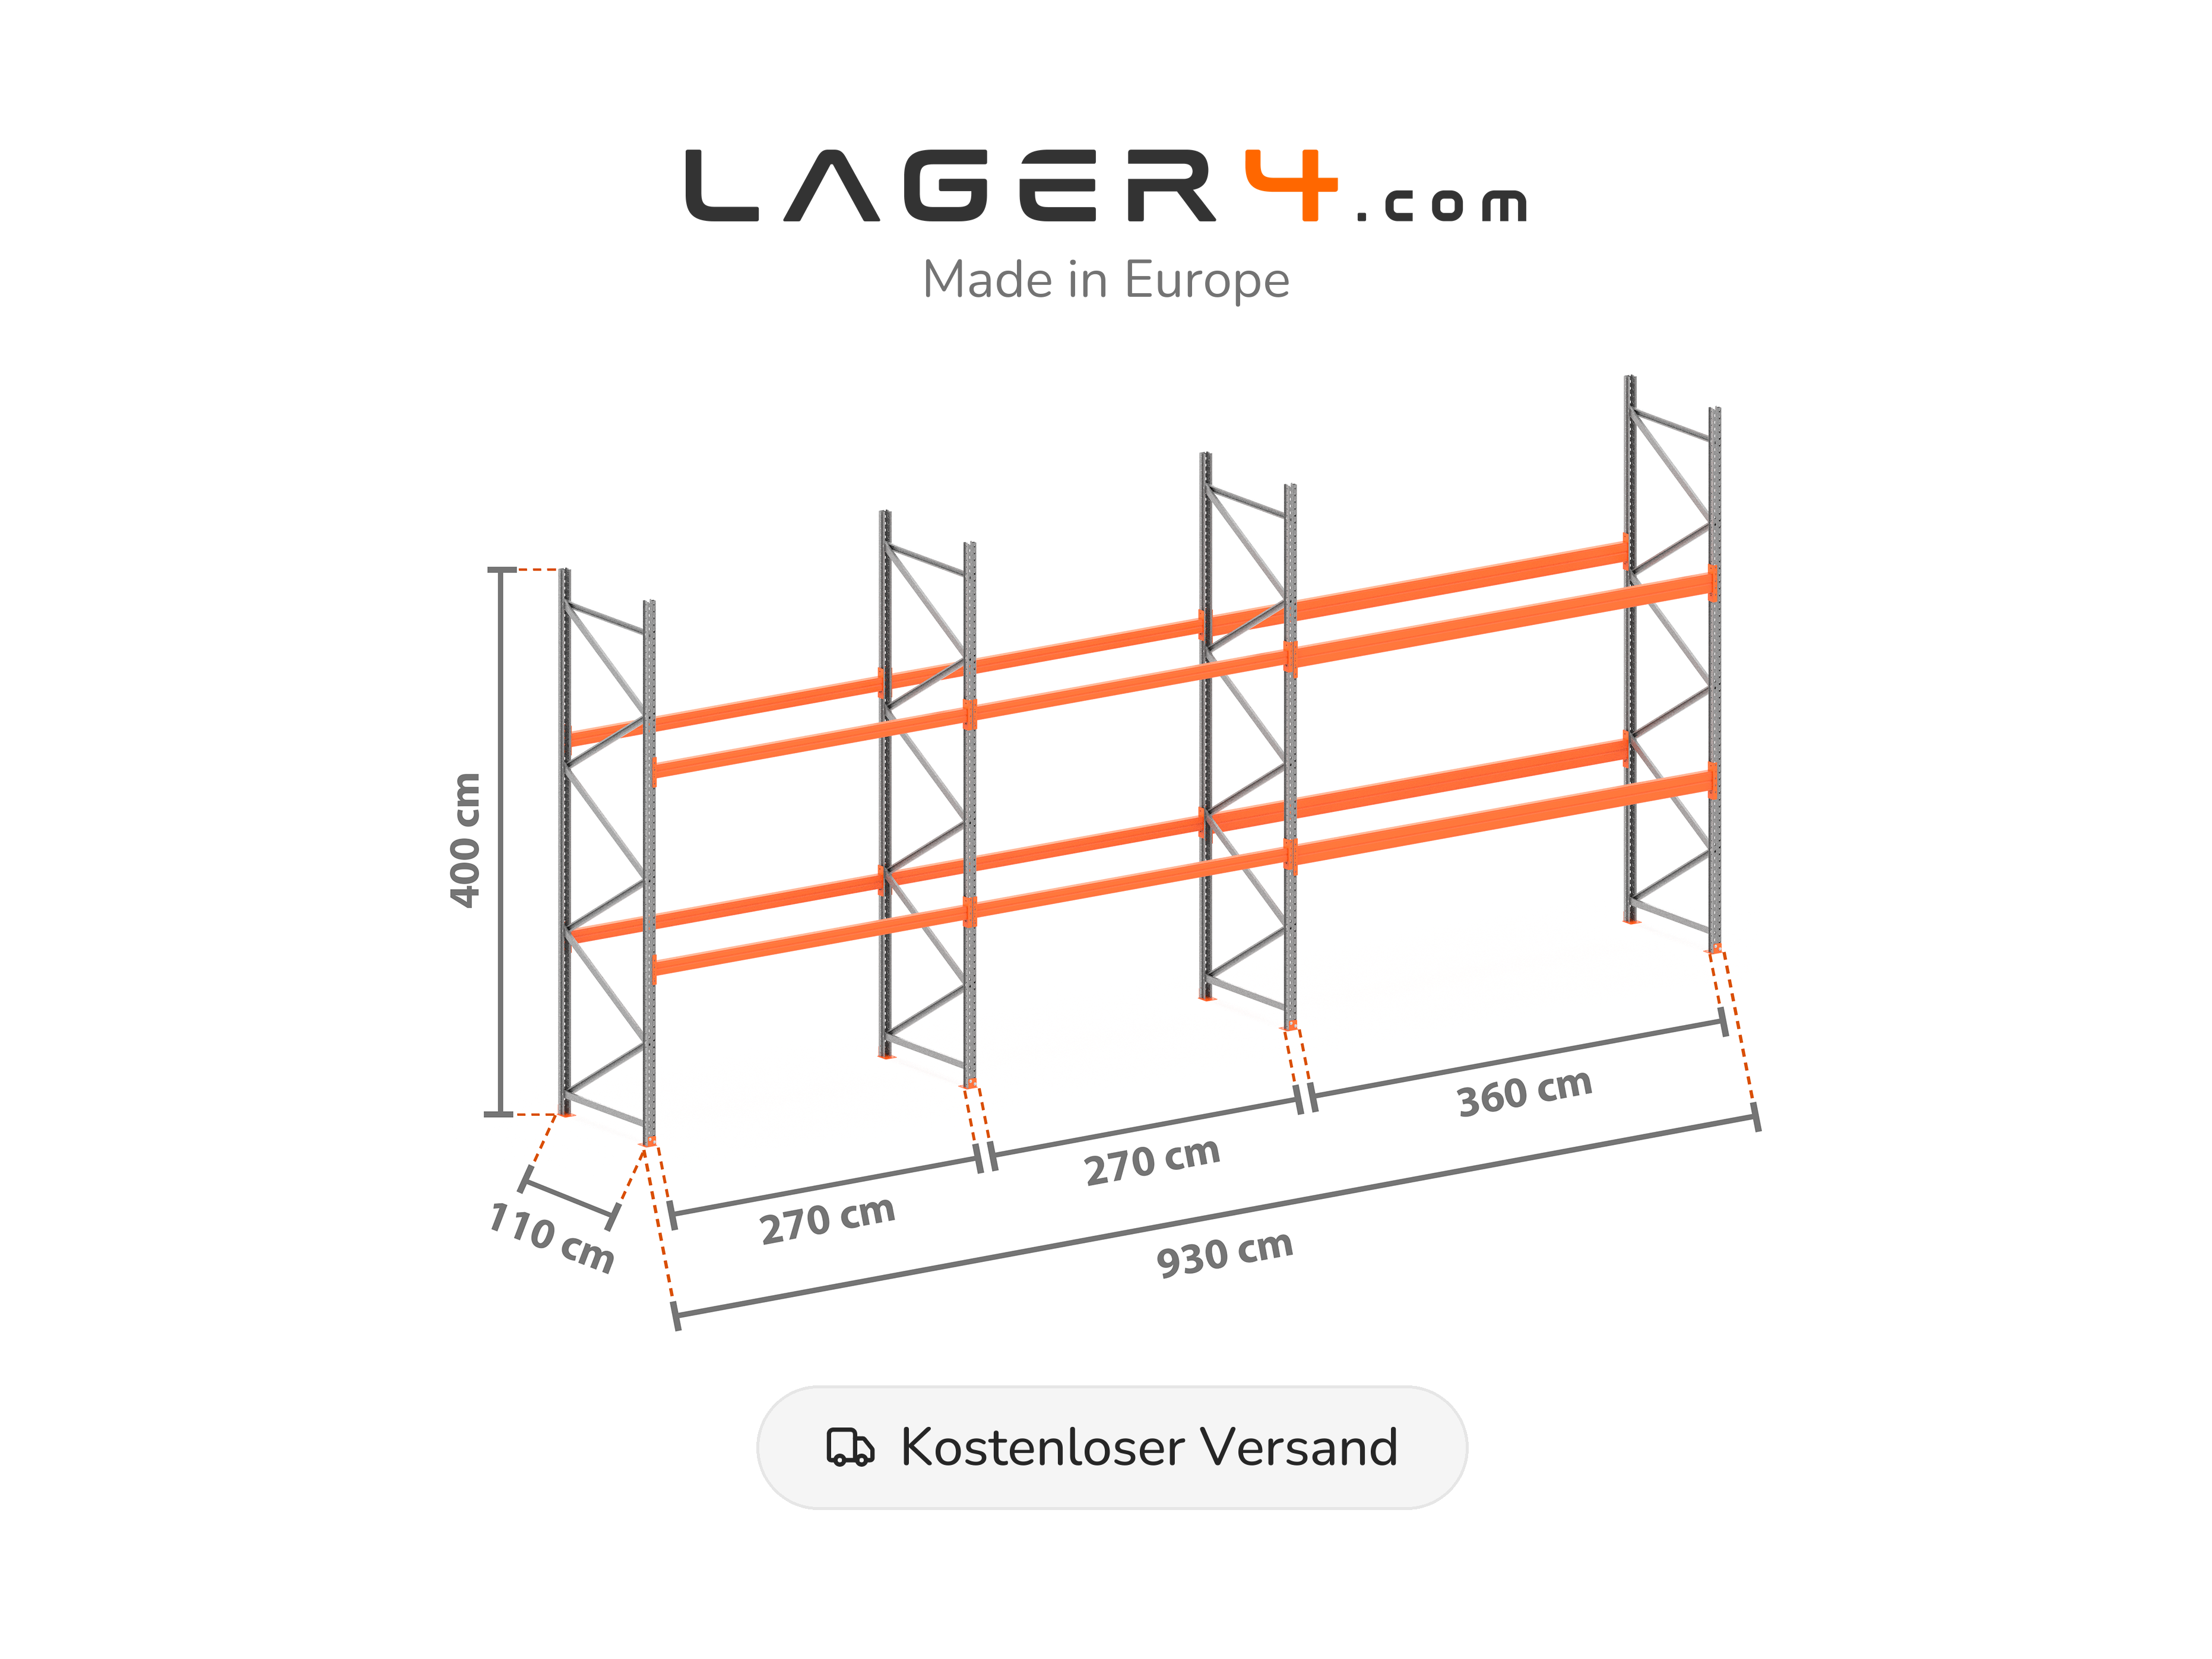 LAGER4.com
Made in Europe
400 cm
110 cm
270 cm
270 cm
360 cm
930 cm
Kostenloser Versand